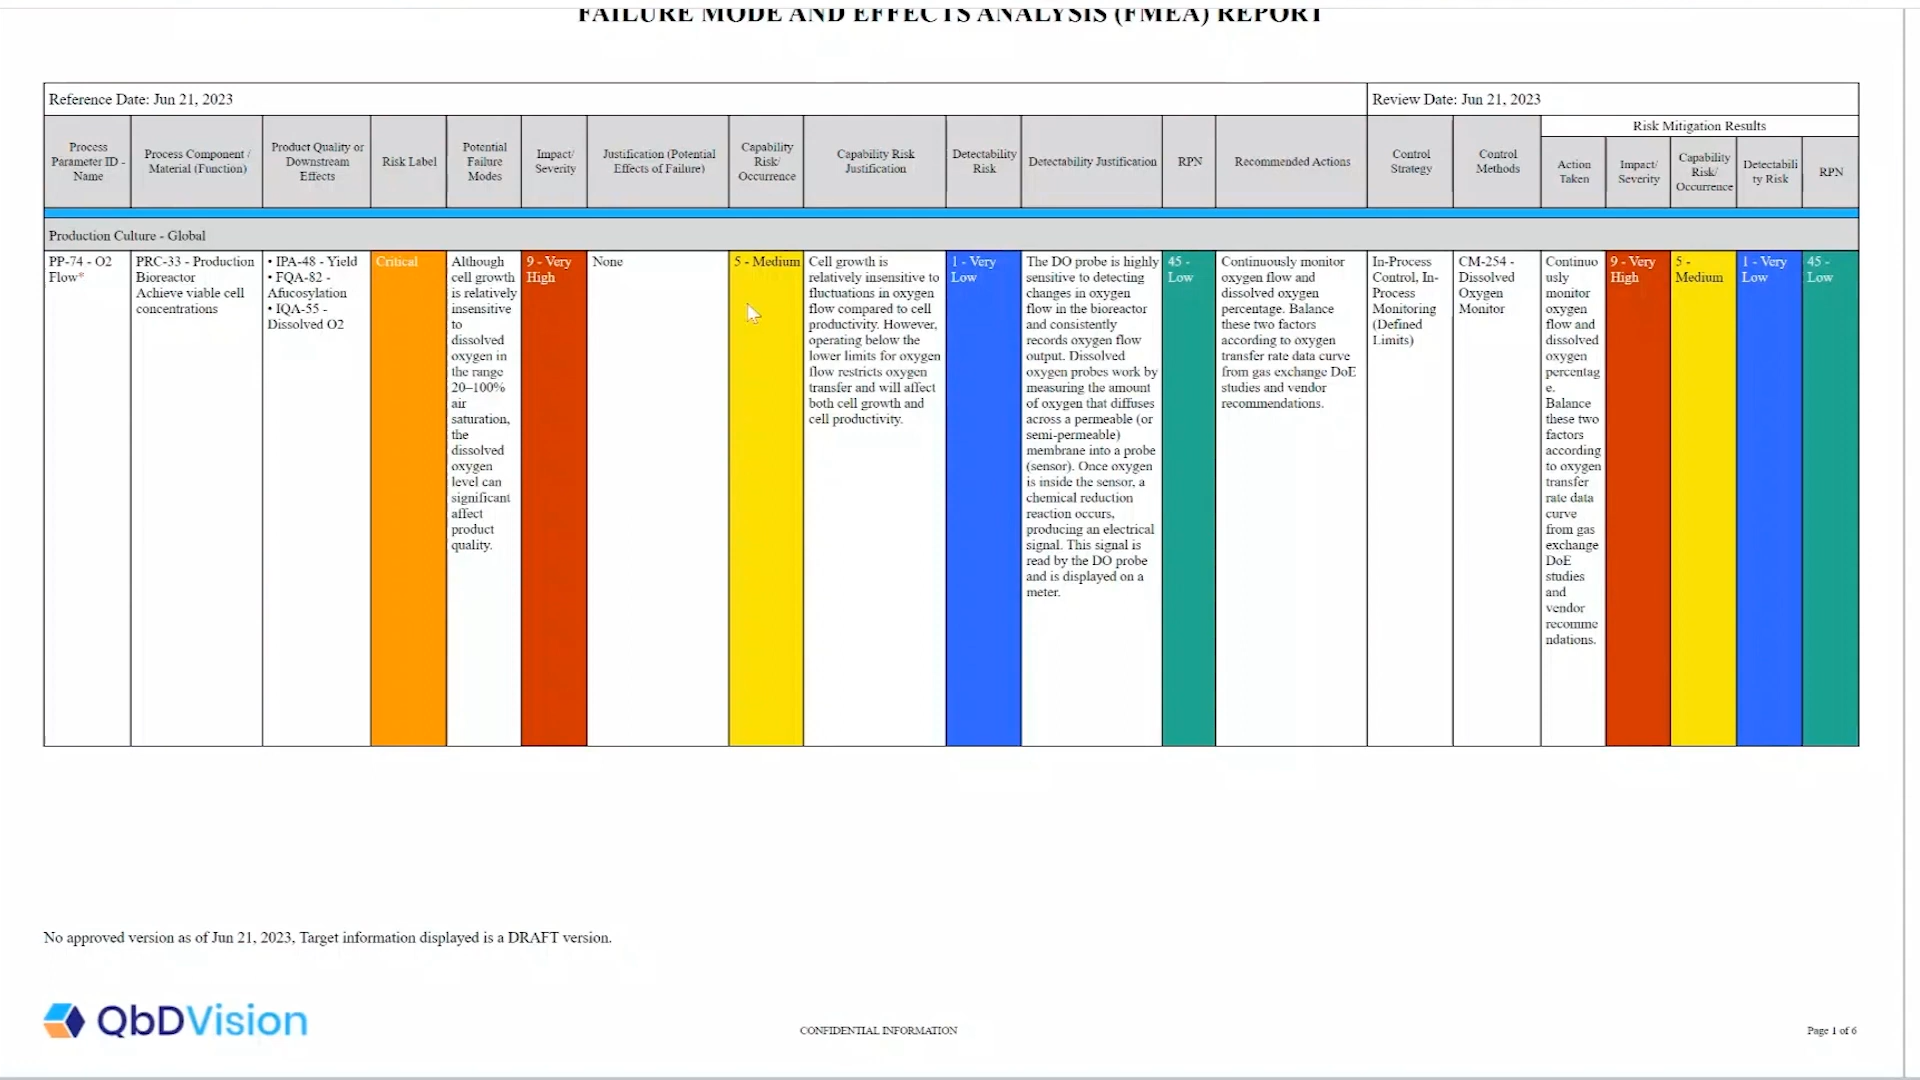 FAILURE MODE AND EFFECTS ANALYSIS (FMEA) REPORT
Reference Date: Jun 21, 2023
Review Date: Jun 21, 2023
Process
Parameter ID -
Name
Process Component /
Material (Function)
Product Quality or
Downstream
Effects
Risk Label
Potential
Failure
Modes
Impact/
Severity
Justification (Potential
Effects of Failure)
Capability
Risk/
Occurrence
Capability Risk
Justification
Detectability
Risk
Detectability Justification
RPN
Recommended Actions
Control
Strategy
Control
Methods
Risk Mitigation Results
Action
Taken
Impact/
Severity
Capability
Risk/
Occurrence
Detectabili
ty Risk
RPN
Production Culture - Global
PP-74 - O2
Flow*
PRC-33 - Production
Bioreactor
Achieve viable cell
concentrations
• IPA-48 - Yield
• FQA-82 -
Afucosylation
• IQA-55 -
Dissolved O2
Critical
Although
cell growth
is relatively
insensitive
to
dissolved
oxygen in
the range
20–100%
air
saturation,
the
dissolved
oxygen
level can
significant
affect
product
quality.
9 - Very
High
None
5 - Medium
Cell growth is
relatively insensitive to
fluctuations in oxygen
flow compared to cell
productivity. However,
operating below the
lower limits for oxygen
flow restricts oxygen
transfer and will affect
both cell growth and
cell productivity.
1 - Very
Low
The DO probe is highly
sensitive to detecting
changes in oxygen
flow in the bioreactor
and consistently
records oxygen flow
output. Dissolved
oxygen probes work by
measuring the amount
of oxygen that diffuses
across a permeable (or
semi-permeable)
membrane into a probe
(sensor). Once oxygen
is inside the sensor, a
chemical reduction
reaction occurs,
producing an electrical
signal. This signal is
read by the DO probe
and is displayed on a
meter.
45 -
Low
Continuously monitor
oxygen flow and
dissolved oxygen
percentage. Balance
these two factors
according to oxygen
transfer rate data curve
from gas exchange DoE
studies and vendor
recommendations.
In-Process
Control, In-
Process
Monitoring
(Defined
Limits)
CM-254 -
Dissolved
Oxygen
Monitor
Continuo
usly
monitor
oxygen
flow and
dissolved
oxygen
percentag
e.
Balance
these two
factors
according
to oxygen
transfer
rate data
curve
from gas
exchange
DoE
studies
and
vendor
recomme
ndations.
9 - Very
High
5 -
Medium
1 - Very
Low
45 -
Low
No approved version as of Jun 21, 2023, Target information displayed is a DRAFT version.
QbDVision
CONFIDENTIAL INFORMATION
Page 1 of 6